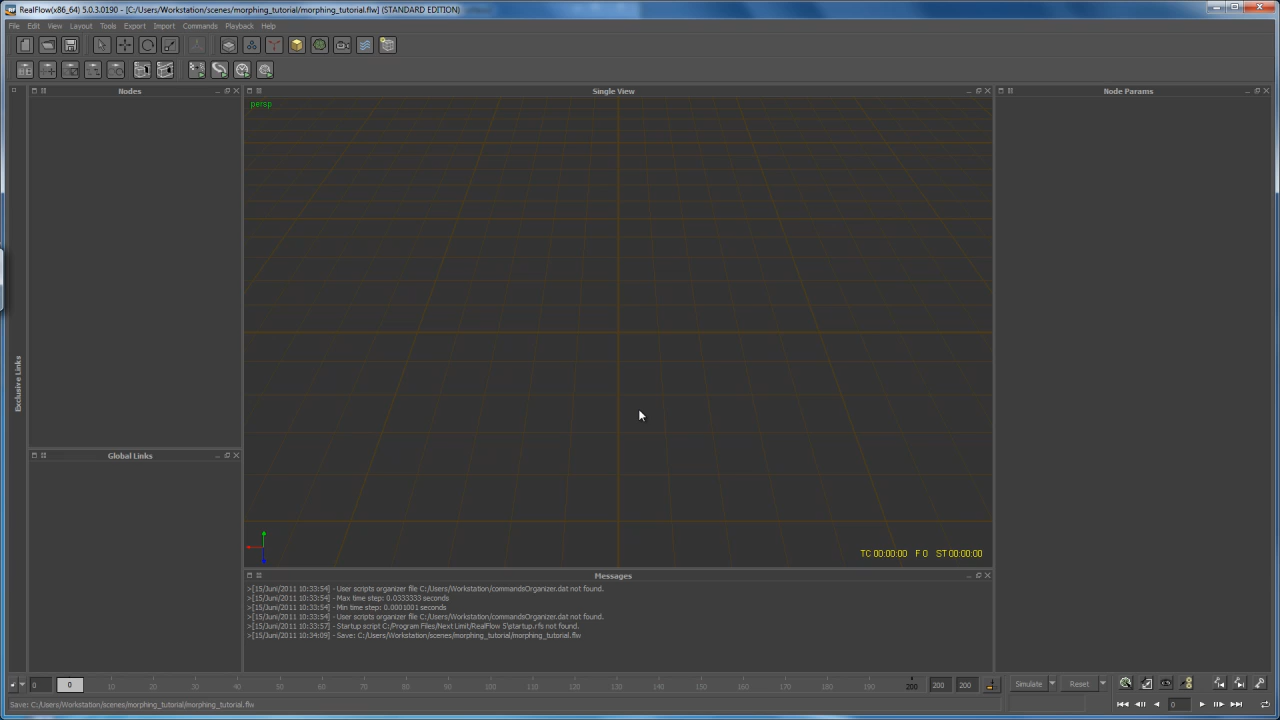 RealFlow(x86_64) 5.0.3.0190 - [C:/Users/Workstation/scenes/morphing_tutorial/morphing_tutorial.flw] (STANDARD EDITION)
File Edit View Layout Tools Export Import Commands Playback Help
Nodes
Single View
Node Params
persp
Exclusive Links
Global Links
TC 00:00:00 F 0 ST 00:00:00
Messages
>[15/Juni/2011 10:33:54] - User scripts organizer file C:/Users/Workstation/commandsOrganizer.dat not found.
>[15/Juni/2011 10:33:54] - Max time step: 0.0333333 seconds
>[15/Juni/2011 10:33:54] - Min time step: 0.0001001 seconds
>[15/Juni/2011 10:33:54] - User scripts organizer file C:/Users/Workstation/commandsOrganizer.dat not found.
>[15/Juni/2011 10:33:57] - Startup script C:/Program Files/Next Limit/RealFlow 5\startup.rfs not found.
>[15/Juni/2011 10:34:09] - Save: C:/Users/Workstation/scenes/morphing_tutorial/morphing_tutorial.flw
0 0 10 20 30 40 50 60 70 80 90 100 110 120 130 140 150 160 170 180 190 200 200 200 Simulate Reset
0
Save: C:/Users/Workstation/scenes/morphing_tutorial/morphing_tutorial.flw